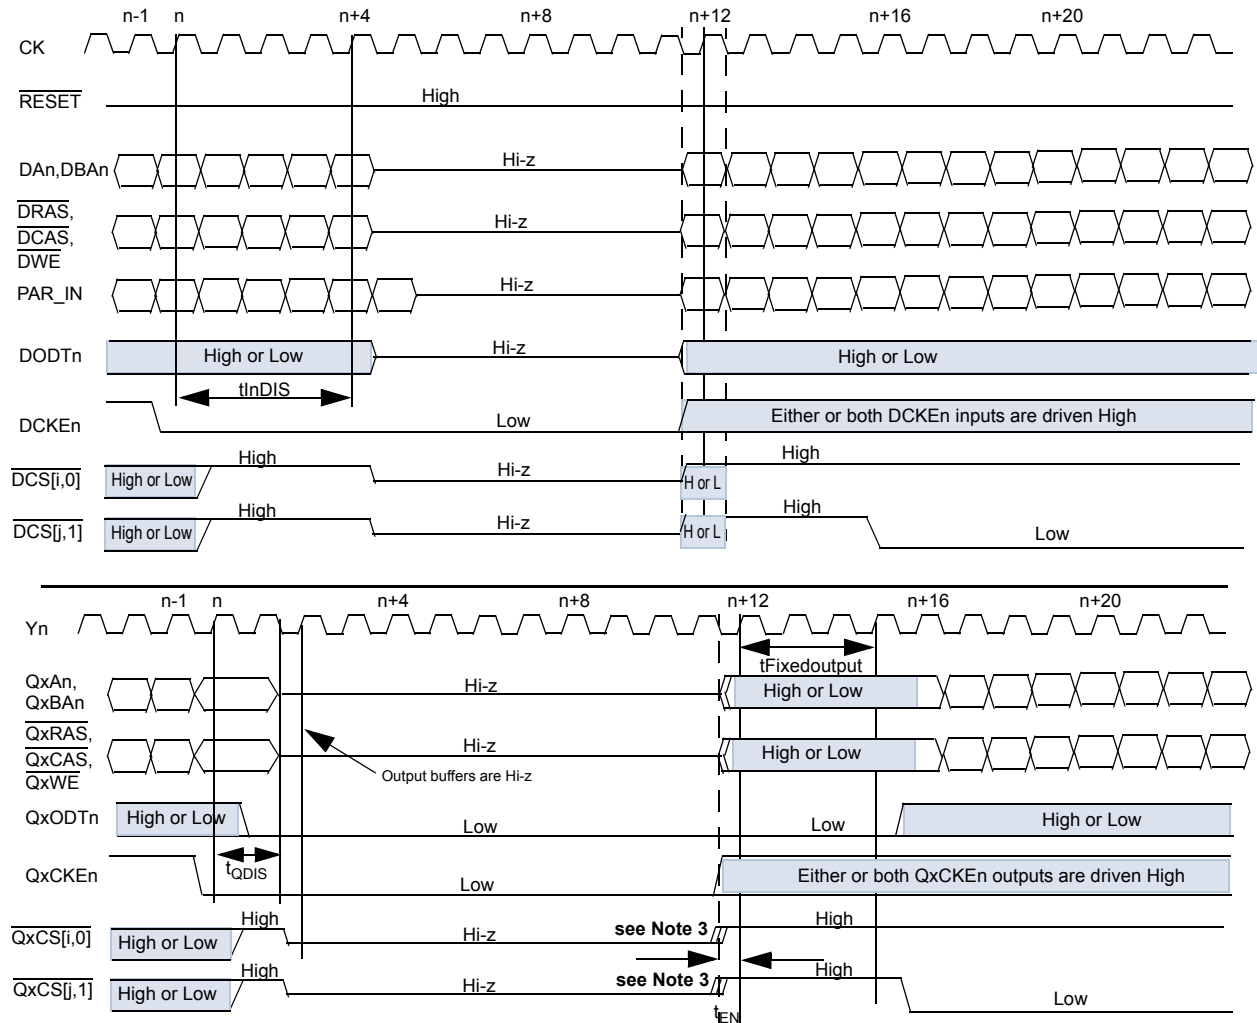 n-1 n n+4 n+8 n+12 n+16 n+20
CK
RESET High
DAn,DBAn Hi-z
DRAS,
DCAS, Hi-z
DWE
PAR_IN Hi-z
DODTn High or Low Hi-z High or Low
tInDIS
DCKEn Low Either or both DCKEn inputs are driven High
DCS[i,0] High or Low High Hi-z H or L High
DCS[j,1] High or Low High Hi-z H or L High Low
n-1 n n+4 n+8 n+12 n+16 n+20
Yn
tFixedoutput
QxAn,
QxBAn Hi-z High or Low
QxRAS,
QxCAS, Hi-z High or Low
QxWE
Output buffers are Hi-z
QxODTn High or Low Low Low High or Low
tQDIS
QxCKEn Low Either or both QxCKEn outputs are driven High
QxCS[i,0] High or Low High Hi-z see Note 3 High
QxCS[j,1] High or Low High Hi-z see Note 3 High Low
tEN